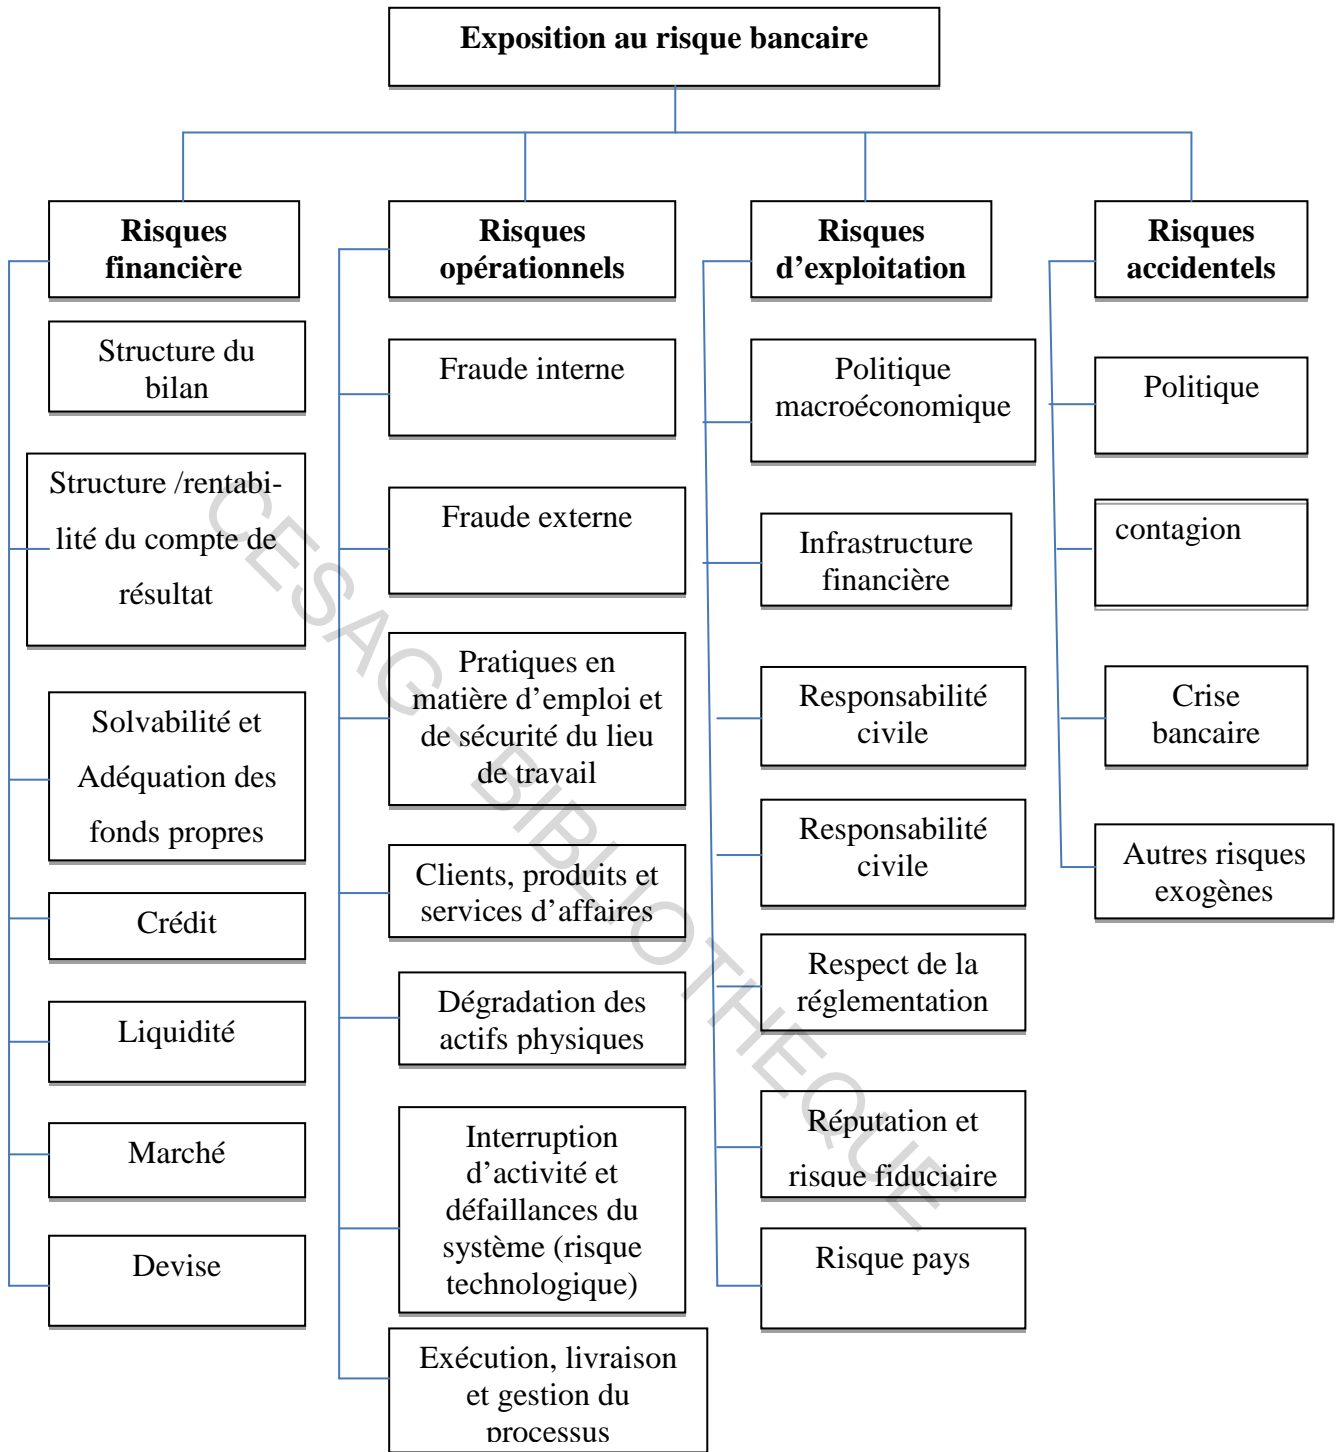 Exposition au risque bancaire
Risques
financière
Structure du
bilan
Structure /rentabi-
lité du compte de
résultat
Solvabilité et
Adéquation des
fonds propres
Crédit
Liquidité
Marché
Devise
Risques
opérationnels
Fraude interne
Fraude externe
Pratiques en
matière d’emploi et
de sécurité du lieu
de travail
Clients, produits et
services d’affaires
Dégradation des
actifs physiques
Interruption
d’activité et
défaillances du
système (risque
technologique)
Exécution, livraison
et gestion du
processus
Risques
d’exploitation
Politique
macroéconomique
Infrastructure
financière
Responsabilité
civile
Responsabilité
civile
Respect de la
réglementation
Réputation et
risque fiduciaire
Risque pays
Risques
accidentels
Politique
contagion
Crise
bancaire
Autres risques
exogènes
CESAG - BIBLIOTHEQUE